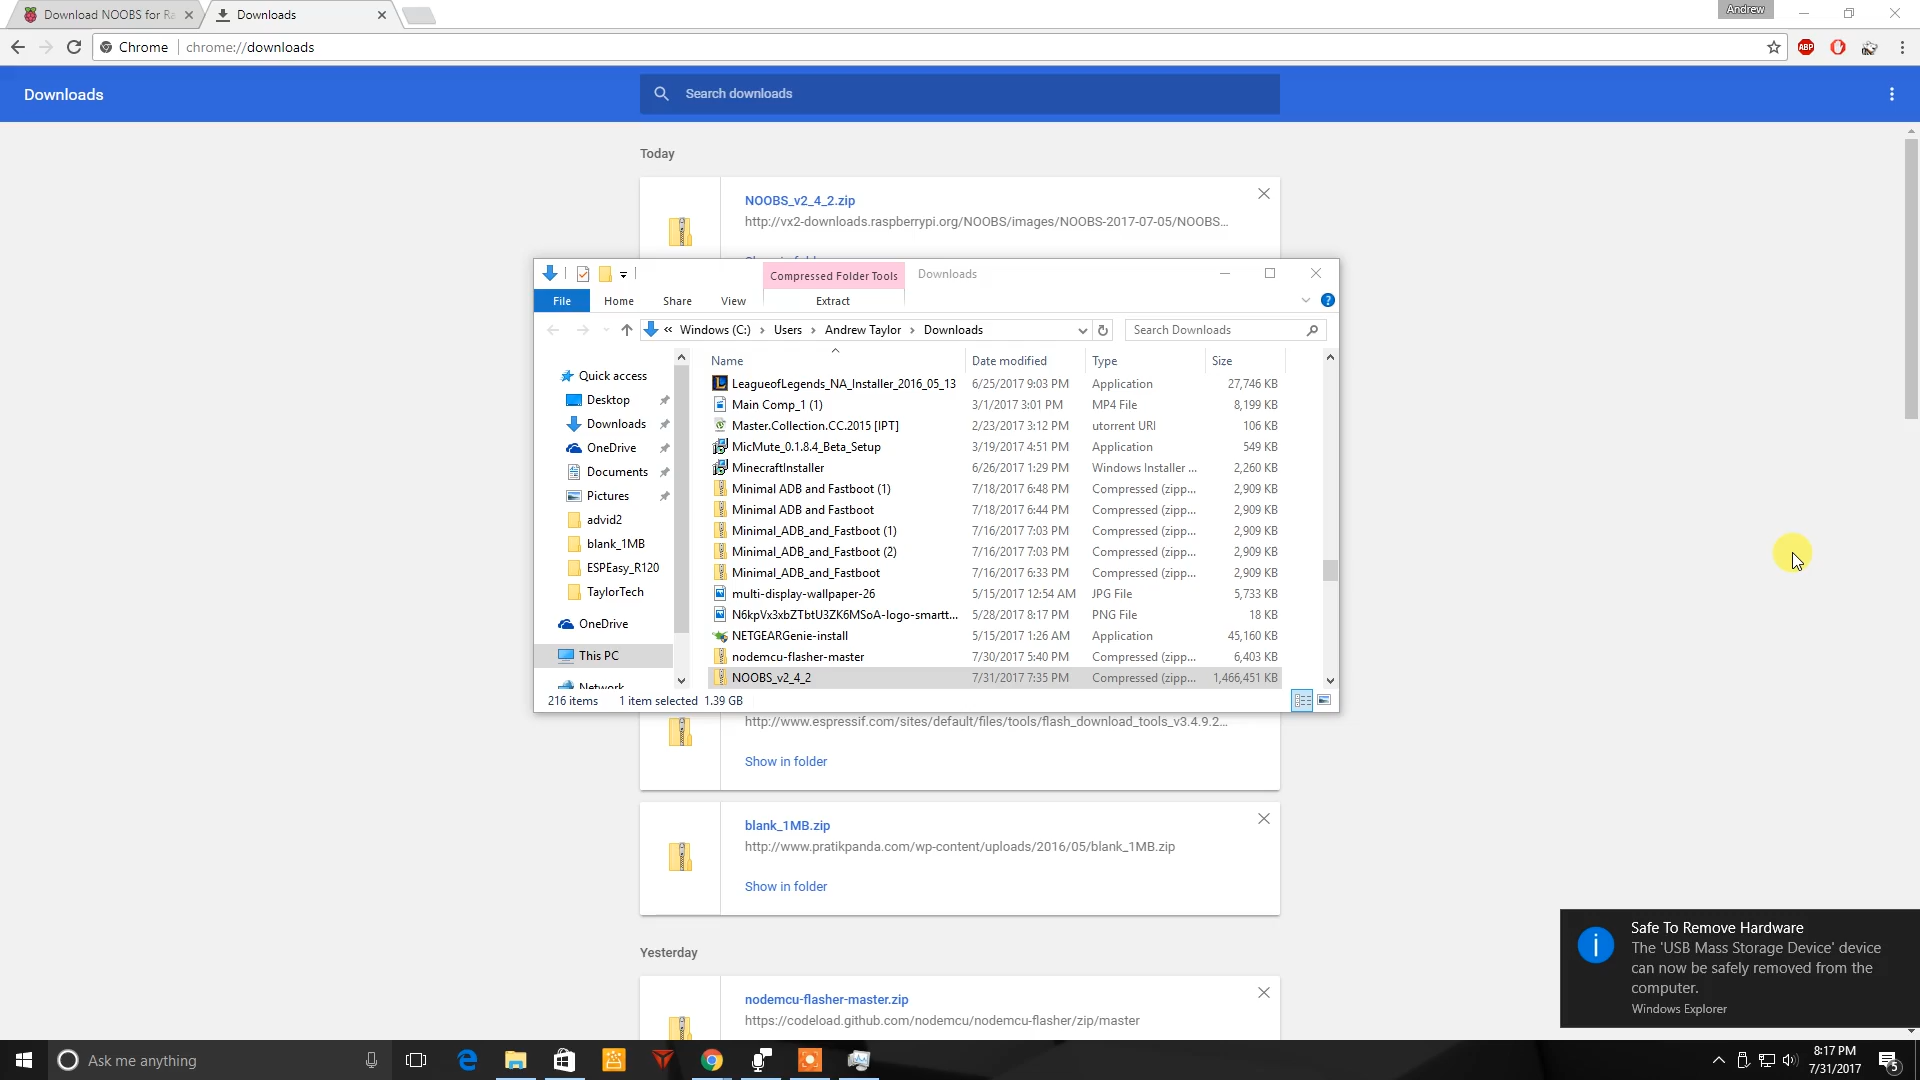 Download NOOBS for Ra
Downloads
Andrew
Chrome
chrome://downloads
ABP
Downloads
Search downloads
Today
NOOBS_v2_4_2.zip
http://vx2-downloads.raspberrypi.org/NOOBS/images/NOOBS-2017-07-05/NOOBS...
Compressed Folder Tools
Downloads
File
Home
Share
View
Extract
« Windows (C:) › Users › Andrew Taylor › Downloads
Search Downloads
Quick access
Desktop
Downloads
OneDrive
Documents
Pictures
advid2
blank_1MB
ESPEasy_R120
TaylorTech
OneDrive
This PC
Network
Name Date modified Type Size
LeagueofLegends_NA_Installer_2016_05_13 6/25/2017 9:03 PM Application 27,746 KB
Main Comp_1 (1) 3/1/2017 3:01 PM MP4 File 8,199 KB
Master.Collection.CC.2015 [IPT] 2/23/2017 3:12 PM utorrent URI 106 KB
MicMute_0.1.8.4_Beta_Setup 3/19/2017 4:51 PM Application 549 KB
MinecraftInstaller 6/26/2017 1:29 PM Windows Installer ... 2,260 KB
Minimal ADB and Fastboot (1) 7/18/2017 6:48 PM Compressed (zipp... 2,909 KB
Minimal ADB and Fastboot 7/18/2017 6:44 PM Compressed (zipp... 2,909 KB
Minimal_ADB_and_Fastboot (1) 7/16/2017 7:03 PM Compressed (zipp... 2,909 KB
Minimal_ADB_and_Fastboot (2) 7/16/2017 7:03 PM Compressed (zipp... 2,909 KB
Minimal_ADB_and_Fastboot 7/16/2017 6:33 PM Compressed (zipp... 2,909 KB
multi-display-wallpaper-26 5/15/2017 12:54 AM JPG File 5,733 KB
N6kpVx3xbZTbtU3ZK6MSoA-logo-smartt... 5/28/2017 8:17 PM PNG File 18 KB
NETGEARGenie-install 5/15/2017 1:26 AM Application 45,160 KB
nodemcu-flasher-master 7/30/2017 5:40 PM Compressed (zipp... 6,403 KB
NOOBS_v2_4_2 7/31/2017 7:35 PM Compressed (zipp... 1,466,451 KB
216 items 1 item selected 1.39 GB
http://www.espressif.com/sites/default/files/tools/flash_download_tools_v3.4.9.2...
Show in folder
blank_1MB.zip
http://www.pratikpanda.com/wp-content/uploads/2016/05/blank_1MB.zip
Show in folder
Yesterday
nodemcu-flasher-master.zip
https://codeload.github.com/nodemcu/nodemcu-flasher/zip/master
Safe To Remove Hardware
The 'USB Mass Storage Device' device
can now be safely removed from the
computer.
Windows Explorer
Ask me anything
8:17 PM
7/31/2017
5